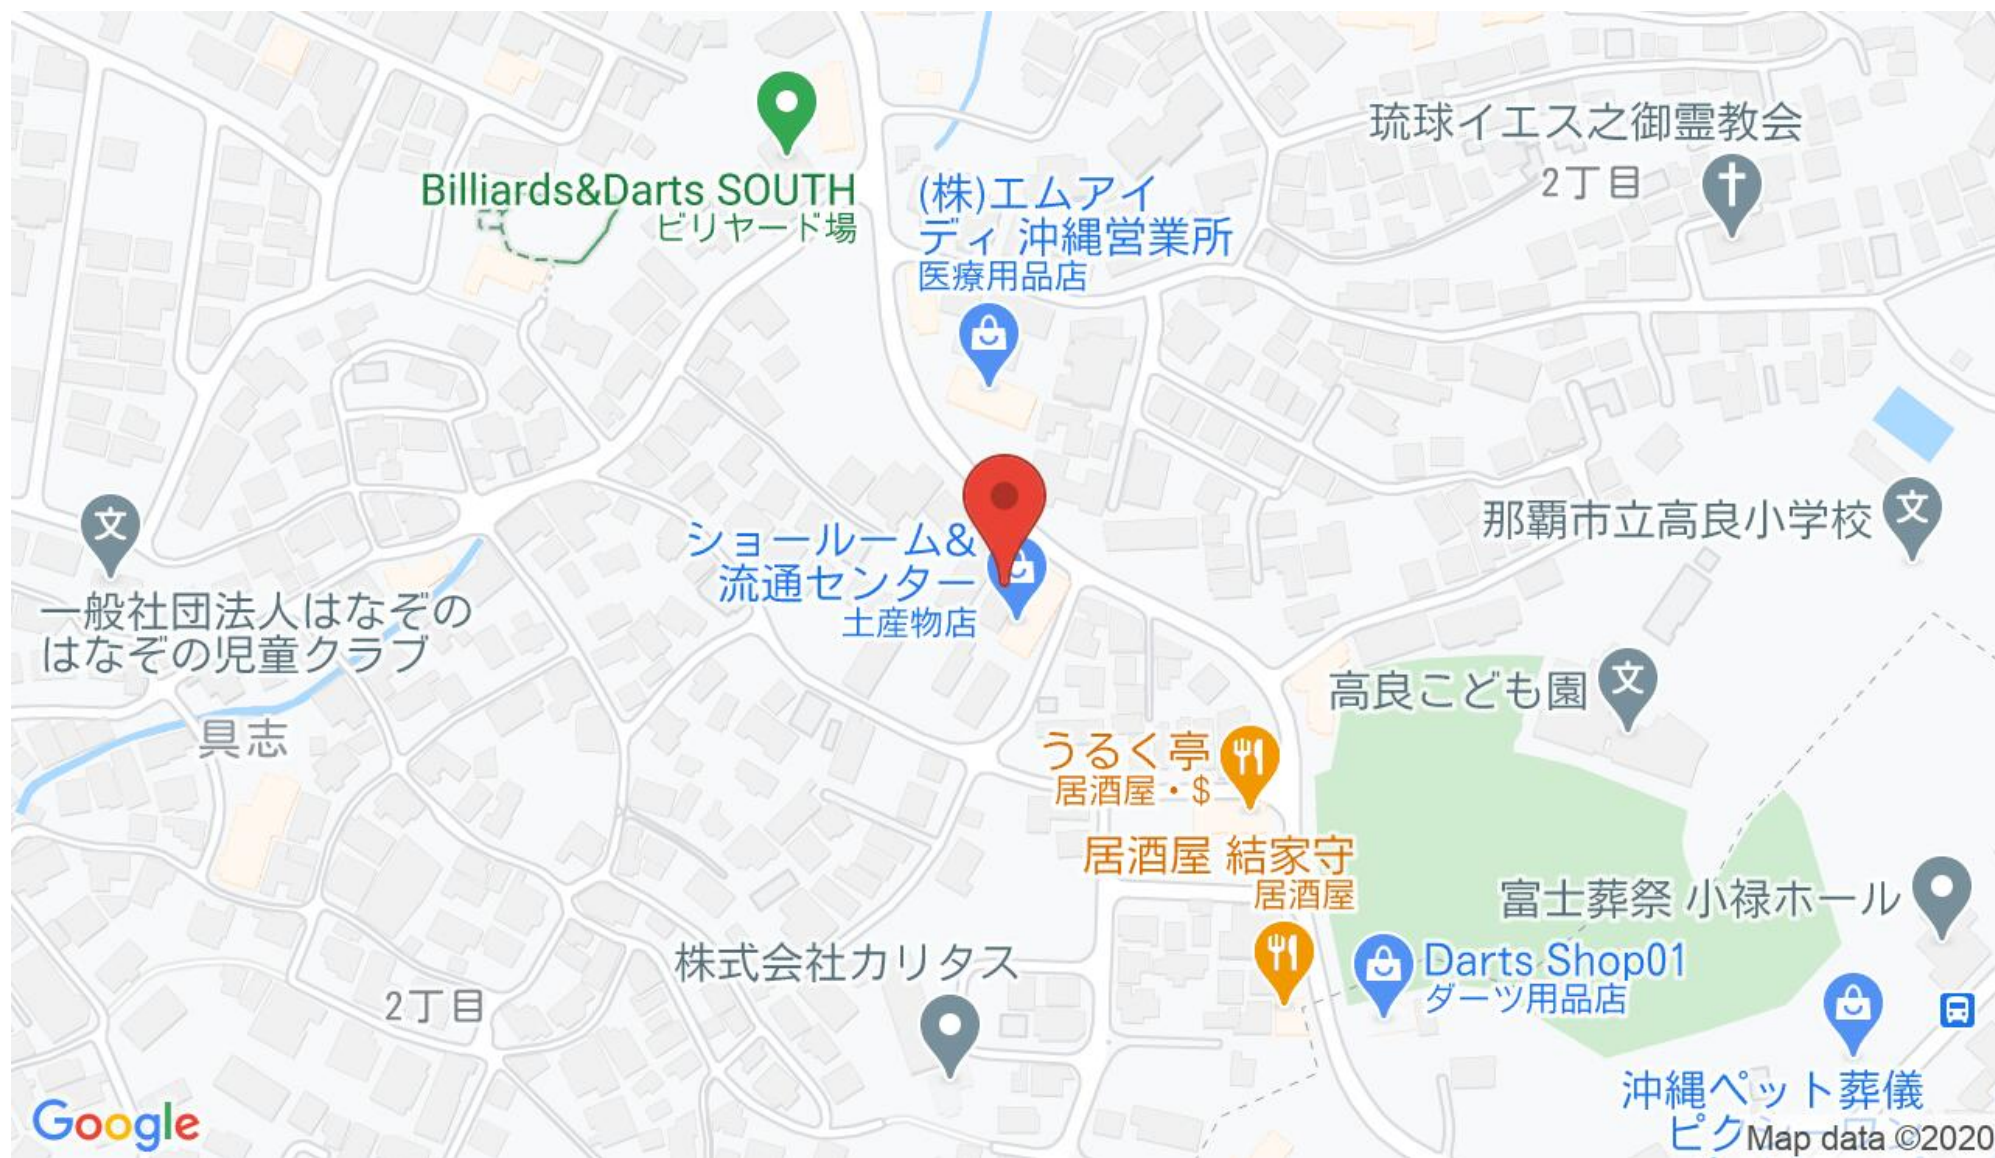 琉球イエス之御霊教会
2丁目
Billiards&Darts SOUTH
ビリヤード場
(株)エムアイ
ディ 沖縄営業所
医療用品店
ショールーム&
流通センター
土産物店
那覇市立高良小学校
文
文
一般社団法人はなぞの
はなぞの児童クラブ
高良こども園
文
具志
うるく亭
居酒屋・$
居酒屋 結家守
居酒屋
富士葬祭 小禄ホール
株式会社カリタス
Darts Shop01
ダーツ用品店
2丁目
沖縄ペット葬儀
ピク
Google
Map data ©2020